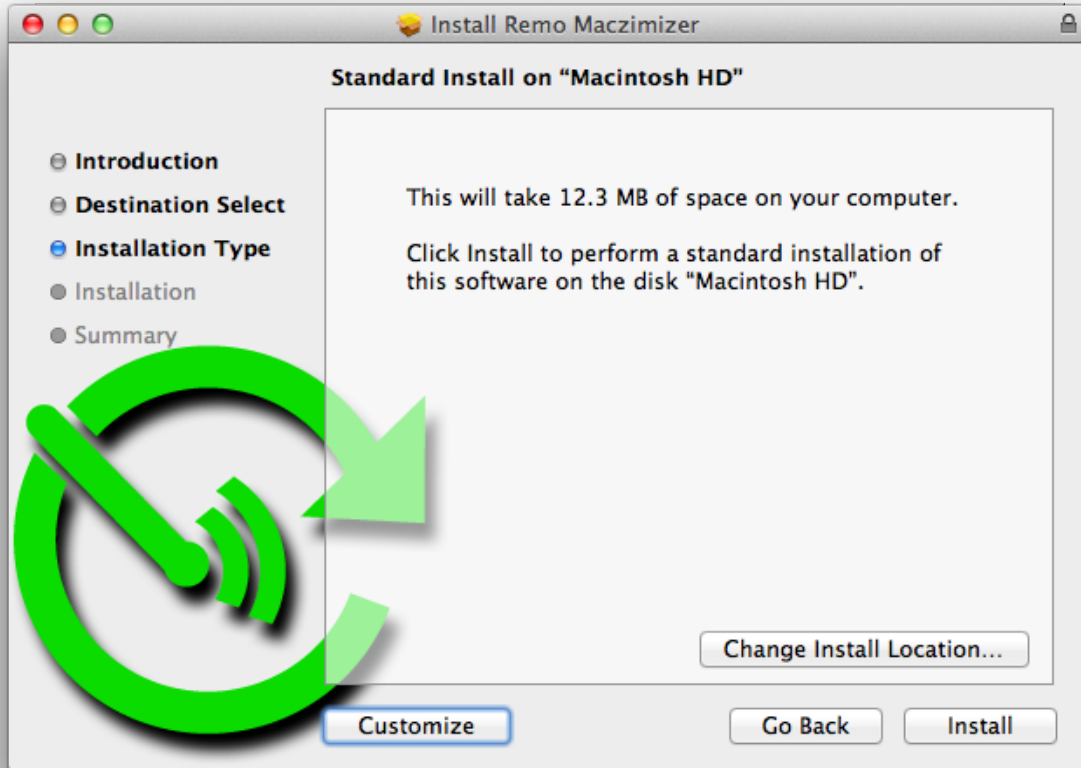 Install Remo Maczimizer
Standard Install on “Macintosh HD”
Introduction
Destination Select
Installation Type
Installation
Summary
This will take 12.3 MB of space on your computer.
Click Install to perform a standard installation of
this software on the disk “Macintosh HD”.
Change Install Location...
Customize
Go Back
Install